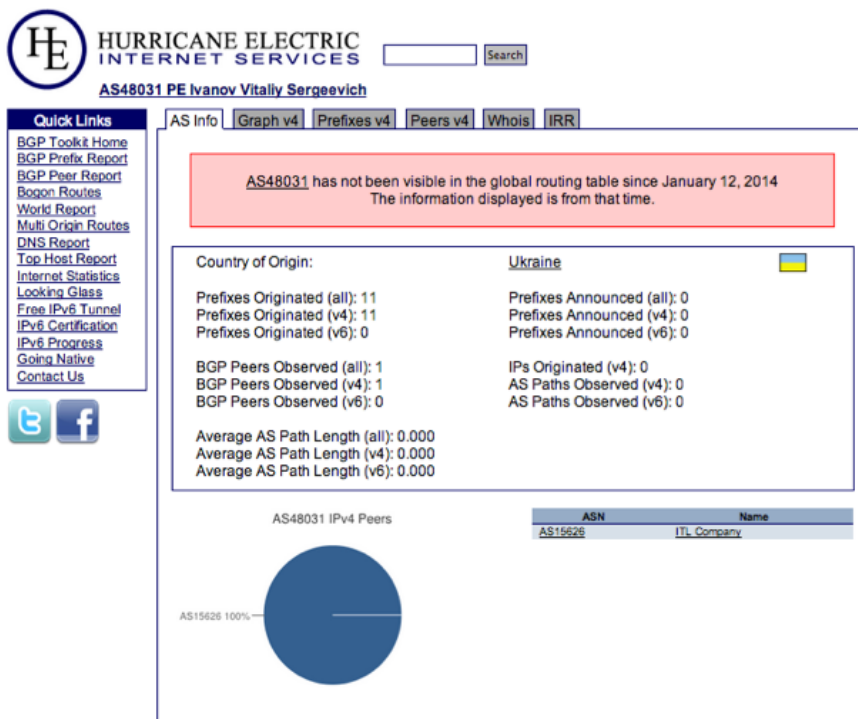 HE HURRICANE ELECTRIC
INTERNET SERVICES
Search
AS48031 PE Ivanov Vitaliy Sergeevich
Quick Links
BGP Toolkit Home
BGP Prefix Report
BGP Peer Report
Bogon Routes
World Report
Multi Origin Routes
DNS Report
Top Host Report
Internet Statistics
Looking Glass
Free IPv6 Tunnel
IPv6 Certification
IPv6 Progress
Going Native
Contact Us
AS Info Graph v4 Prefixes v4 Peers v4 Whois IRR
AS48031 has not been visible in the global routing table since January 12, 2014
The information displayed is from that time.
Country of Origin: Ukraine
Prefixes Originated (all): 11 Prefixes Announced (all): 0
Prefixes Originated (v4): 11 Prefixes Announced (v4): 0
Prefixes Originated (v6): 0 Prefixes Announced (v6): 0
BGP Peers Observed (all): 1 IPs Originated (v4): 0
BGP Peers Observed (v4): 1 AS Paths Observed (v4): 0
BGP Peers Observed (v6): 0 AS Paths Observed (v6): 0
Average AS Path Length (all): 0.000
Average AS Path Length (v4): 0.000
Average AS Path Length (v6): 0.000
AS48031 IPv4 Peers
AS15626 100%
ASN Name
AS15626 ITL Company